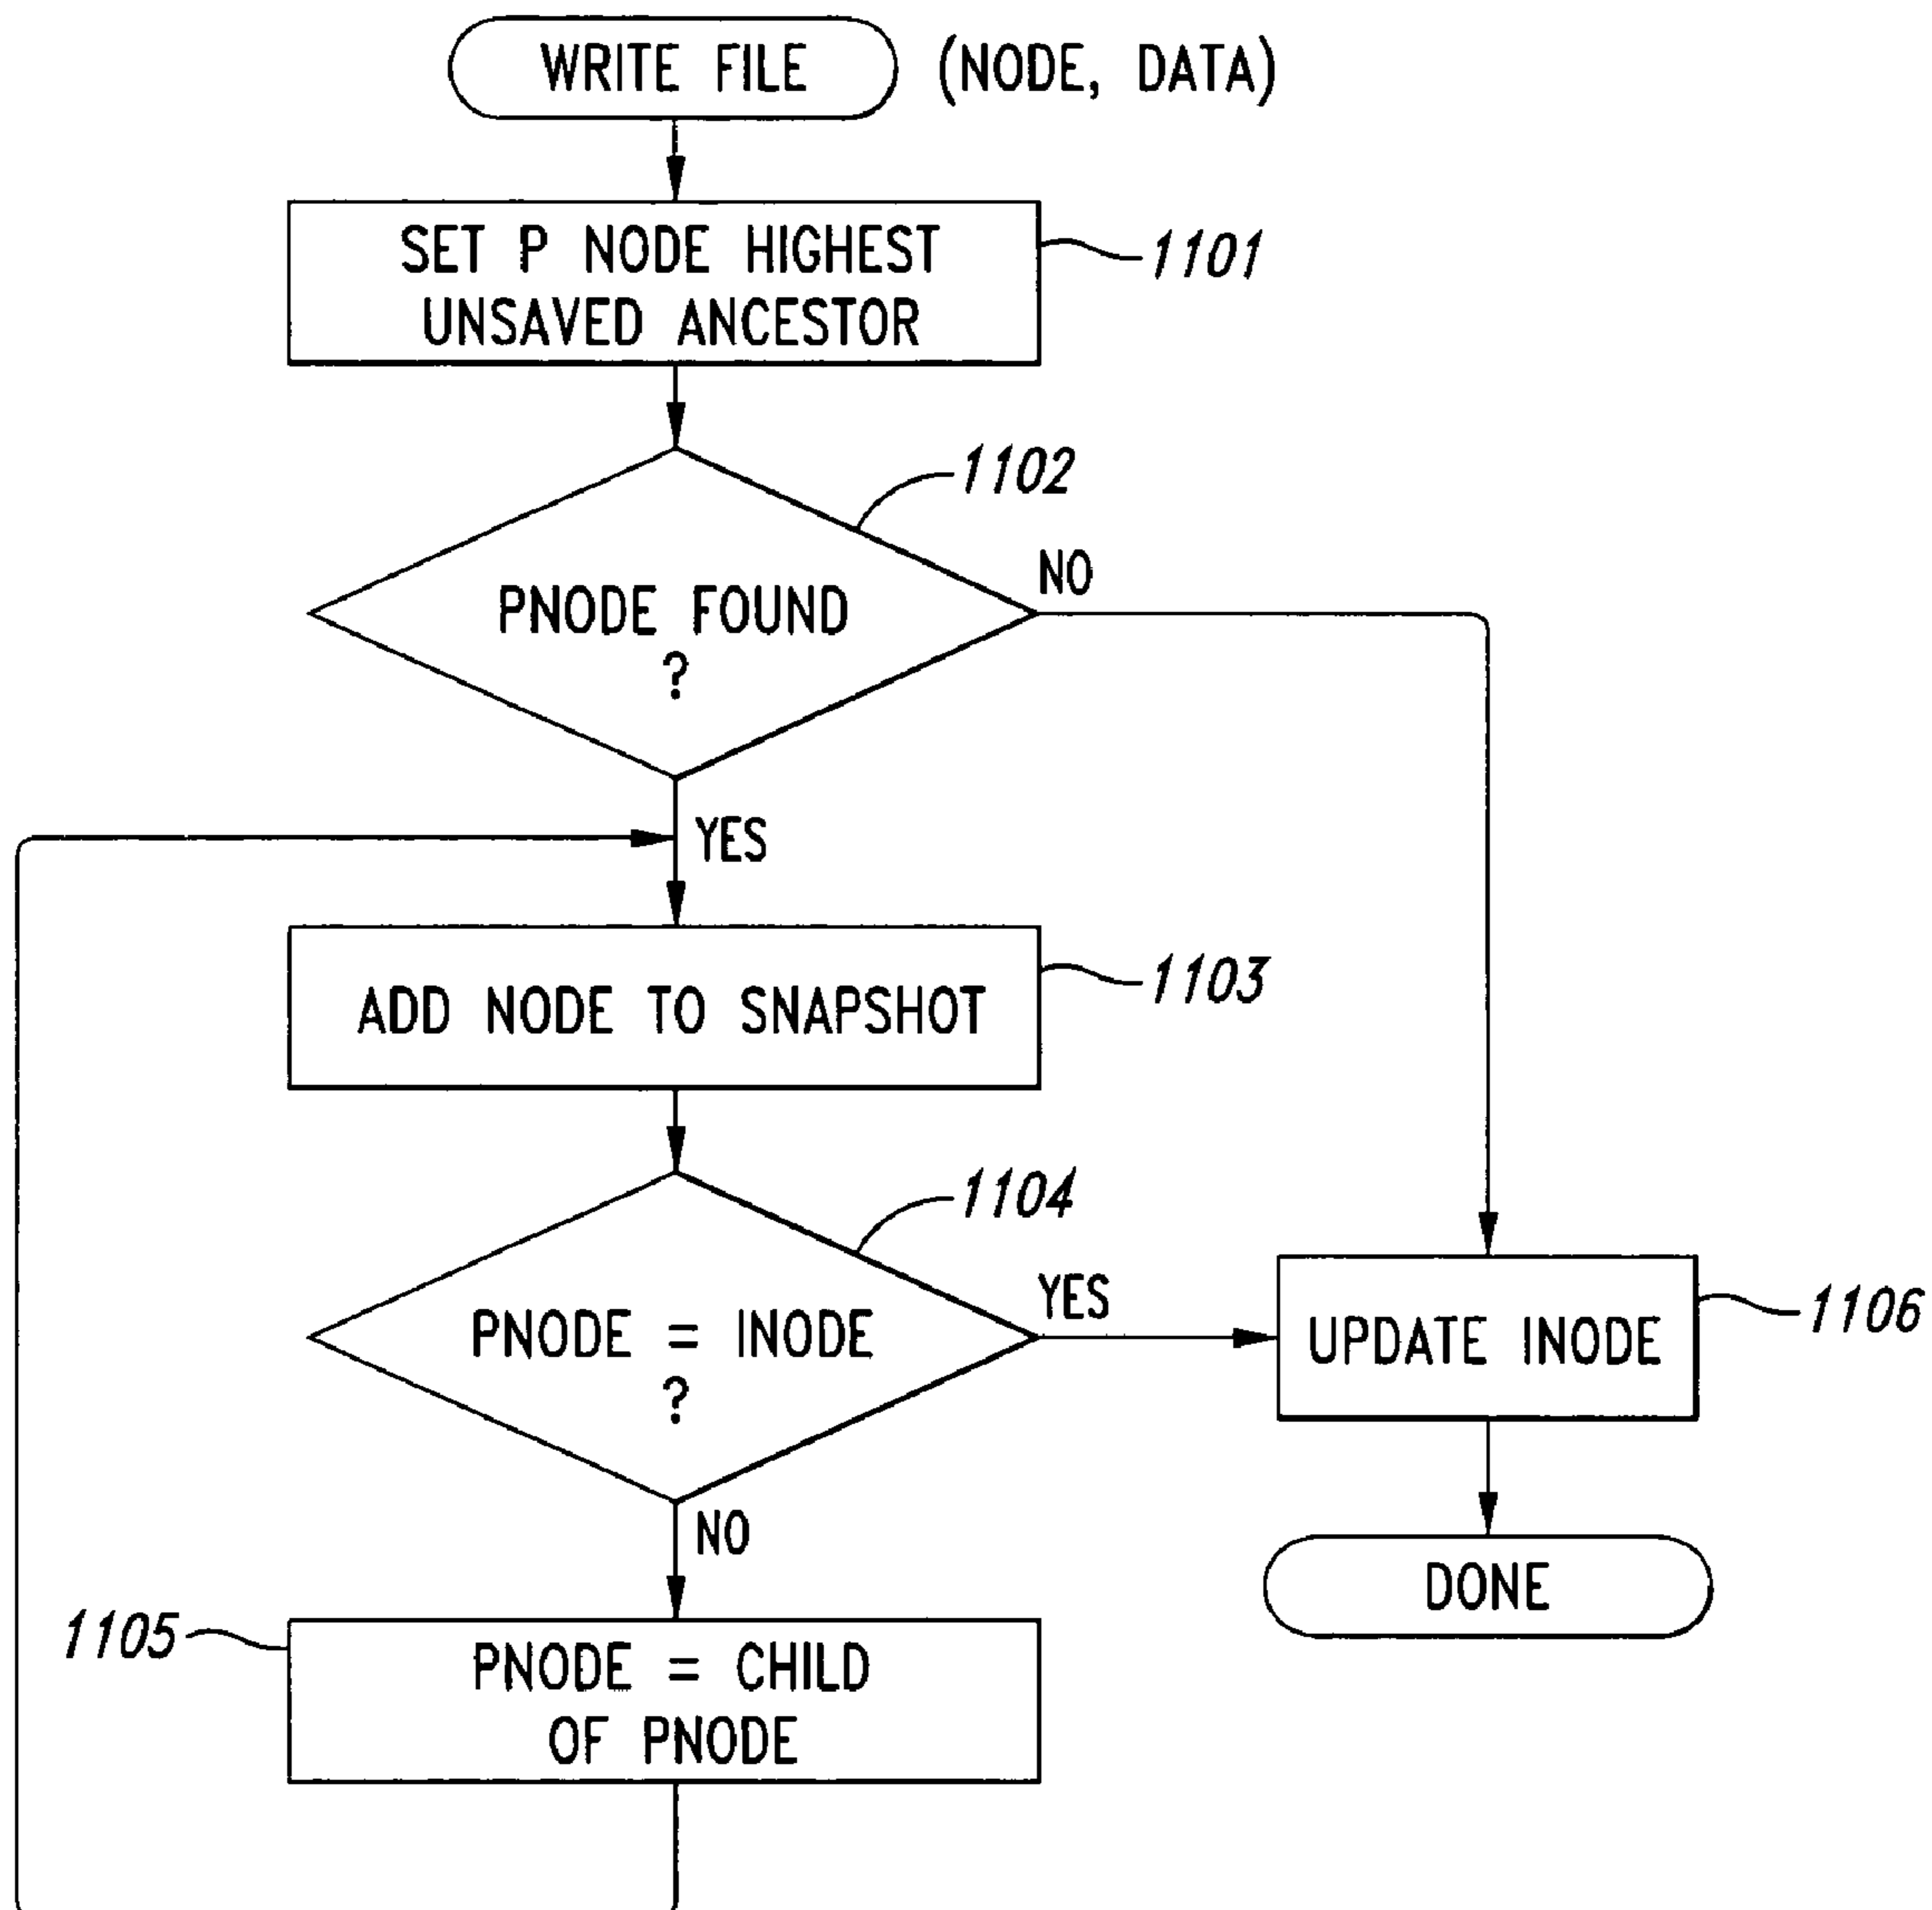 WRITE FILE (NODE, DATA)
SET P NODE HIGHEST
UNSAVED ANCESTOR
1101
1102
PNODE FOUND
?
NO
YES
ADD NODE TO SNAPSHOT
1103
1104
PNODE = INODE
?
YES
UPDATE INODE
1106
NO
DONE
1105
PNODE = CHILD
OF PNODE